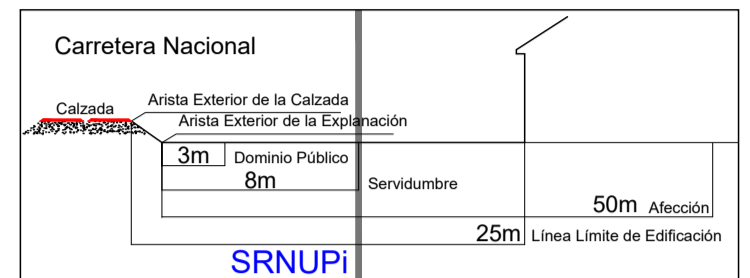 Carretera Nacional
Calzada
Arista Exterior de la Calzada
Arista Exterior de la Explanación
3m Dominio Público
8m Servidumbre
50m Afección
25m Línea Límite de Edificación
SRNUPi